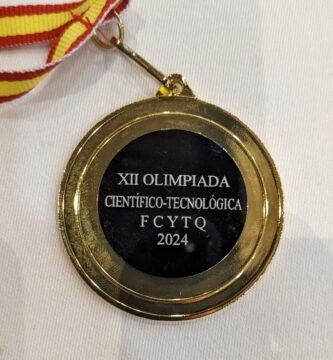 XII OLIMPIADA
CIENTÍFICO-TECNOLÓGICA
F C Y T Q
2024